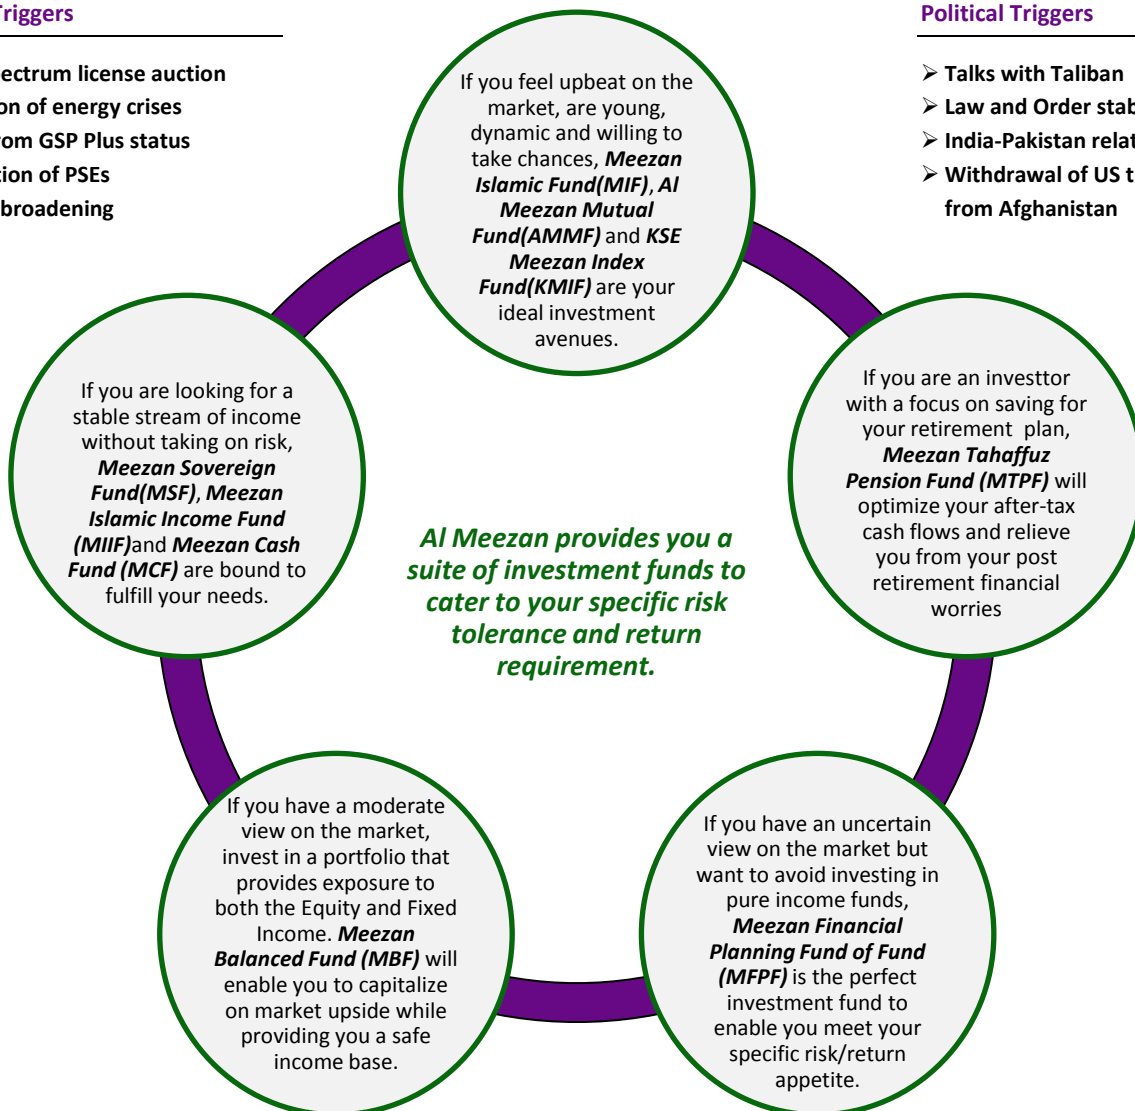 Triggers
ectrum license auction
on of energy crises
rom GSP Plus status
tion of PSEs
broadening
Political Triggers
➢ Talks with Taliban
➢ Law and Order stab
➢ India-Pakistan relat
➢ Withdrawal of US t
from Afghanistan
If you feel upbeat on the
market, are young,
dynamic and willing to
take chances, Meezan
Islamic Fund(MIF), Al
Meezan Mutual
Fund(AMMF) and KSE
Meezan Index
Fund(KMIF) are your
ideal investment
avenues.
If you are looking for a
stable stream of income
without taking on risk,
Meezan Sovereign
Fund(MSF), Meezan
Islamic Income Fund
(MIIF)and Meezan Cash
Fund (MCF) are bound to
fulfill your needs.
If you are an investtor
with a focus on saving for
your retirement plan,
Meezan Tahaffuz
Pension Fund (MTPF) will
optimize your after-tax
cash flows and relieve
you from your post
retirement financial
worries
Al Meezan provides you a
suite of investment funds to
cater to your specific risk
tolerance and return
requirement.
If you have a moderate
view on the market,
invest in a portfolio that
provides exposure to
both the Equity and Fixed
Income. Meezan
Balanced Fund (MBF) will
enable you to capitalize
on market upside while
providing you a safe
income base.
If you have an uncertain
view on the market but
want to avoid investing in
pure income funds,
Meezan Financial
Planning Fund of Fund
(MFPF) is the perfect
investment fund to
enable you meet your
specific risk/return
appetite.